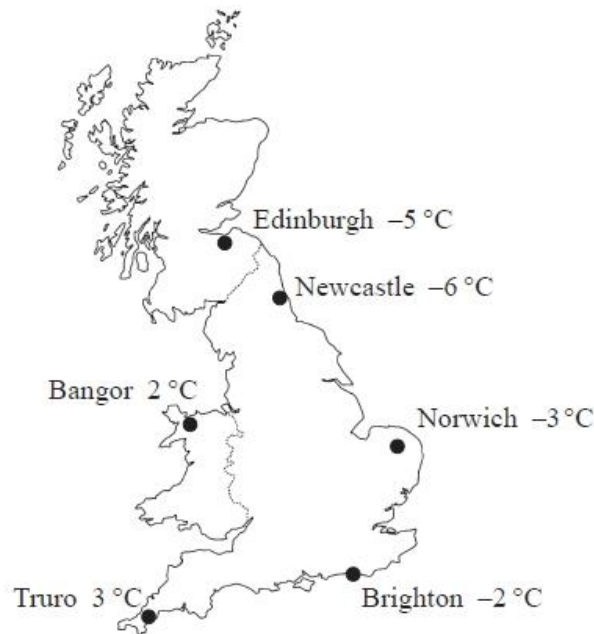 Edinburgh –5 °C
Newcastle –6 °C
Bangor 2 °C
Norwich –3 °C
Truro 3 °C
Brighton –2 °C